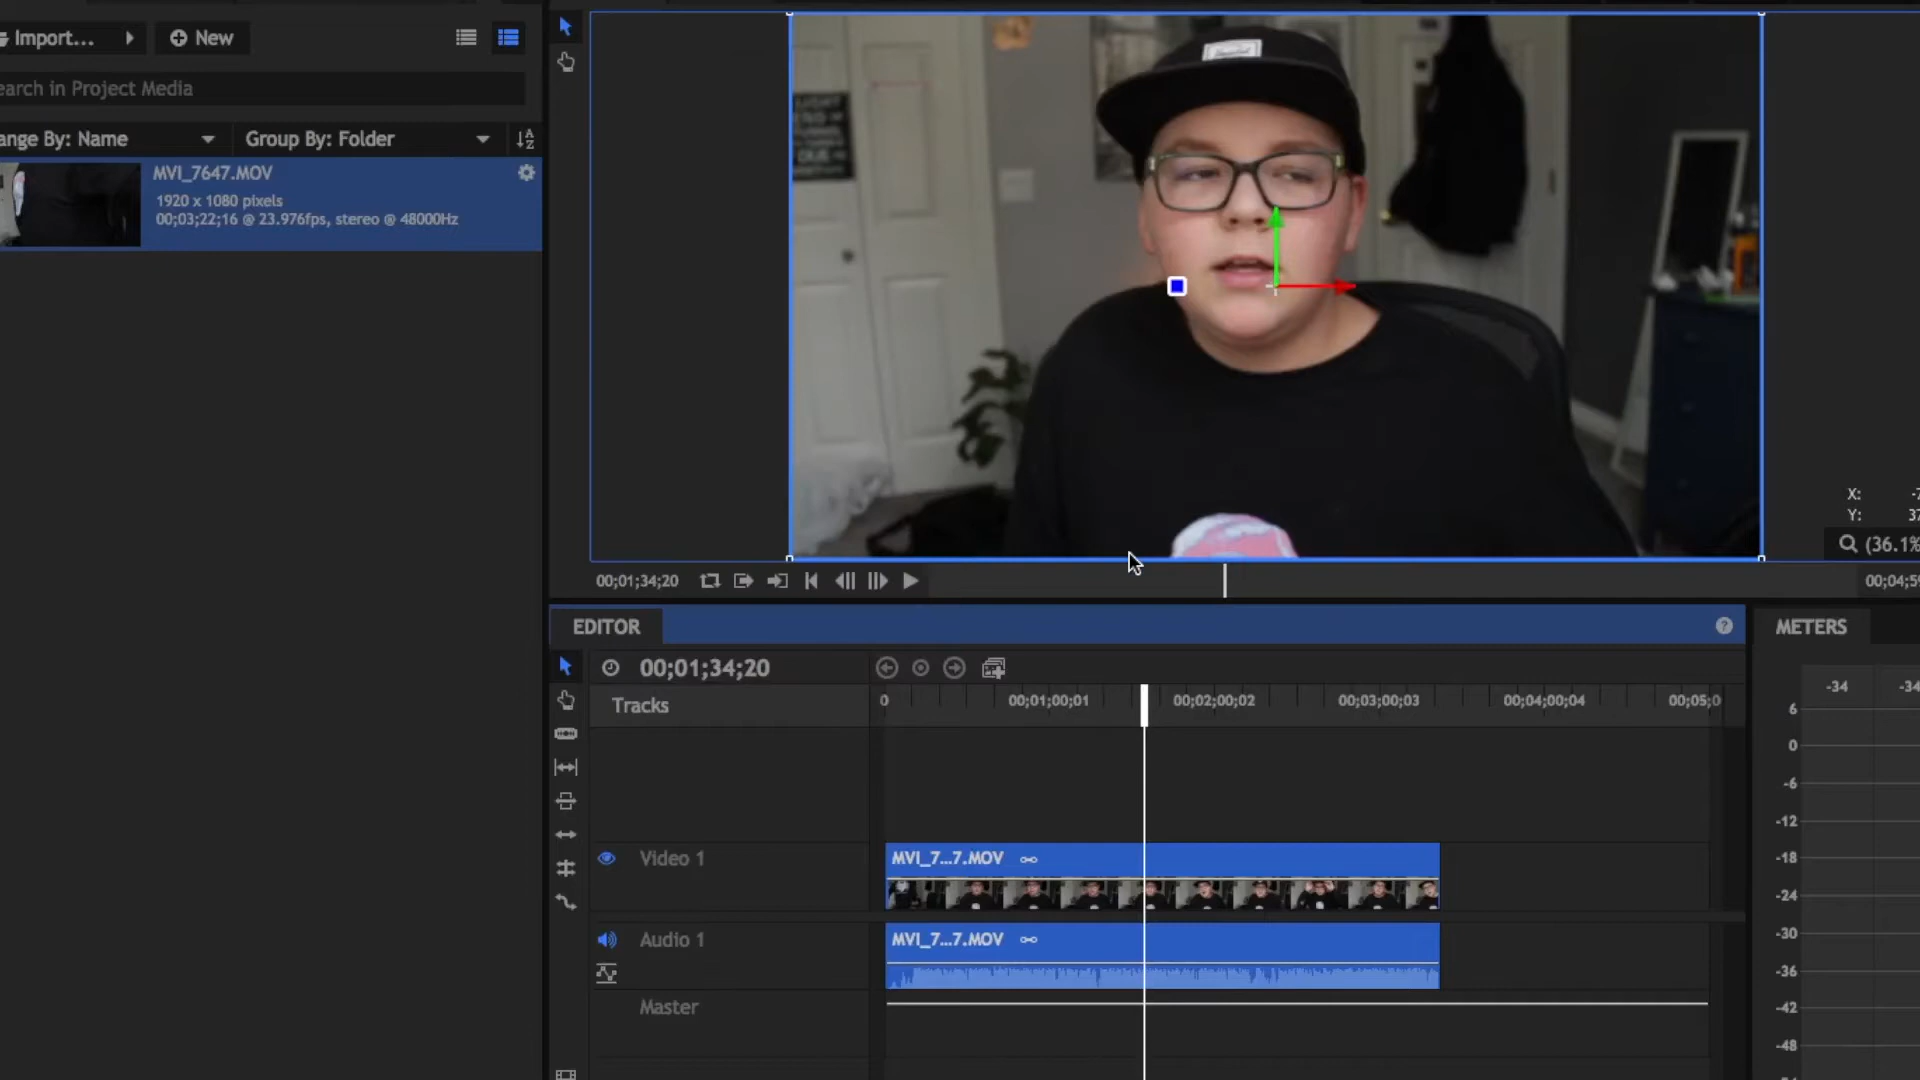 Import...
New
earch in Project Media
ange By: Name
Group By: Folder
MVI_7647.MOV
1920 x 1080 pixels
00;03;22;16 @ 23.976fps, stereo @ 48000Hz
X:
Y:
(36.1%
00;01;34;20
00;04;59
EDITOR
METERS
00;01;34;20
Tracks
0
00;01;00;01
00;02;00;02
00;03;00;03
00;04;00;04
00;05;0
-34
-34
6
0
-6
-12
-18
-24
-30
-36
-42
-48
Video 1
MVI_7...7.MOV
Audio 1
MVI_7...7.MOV
Master